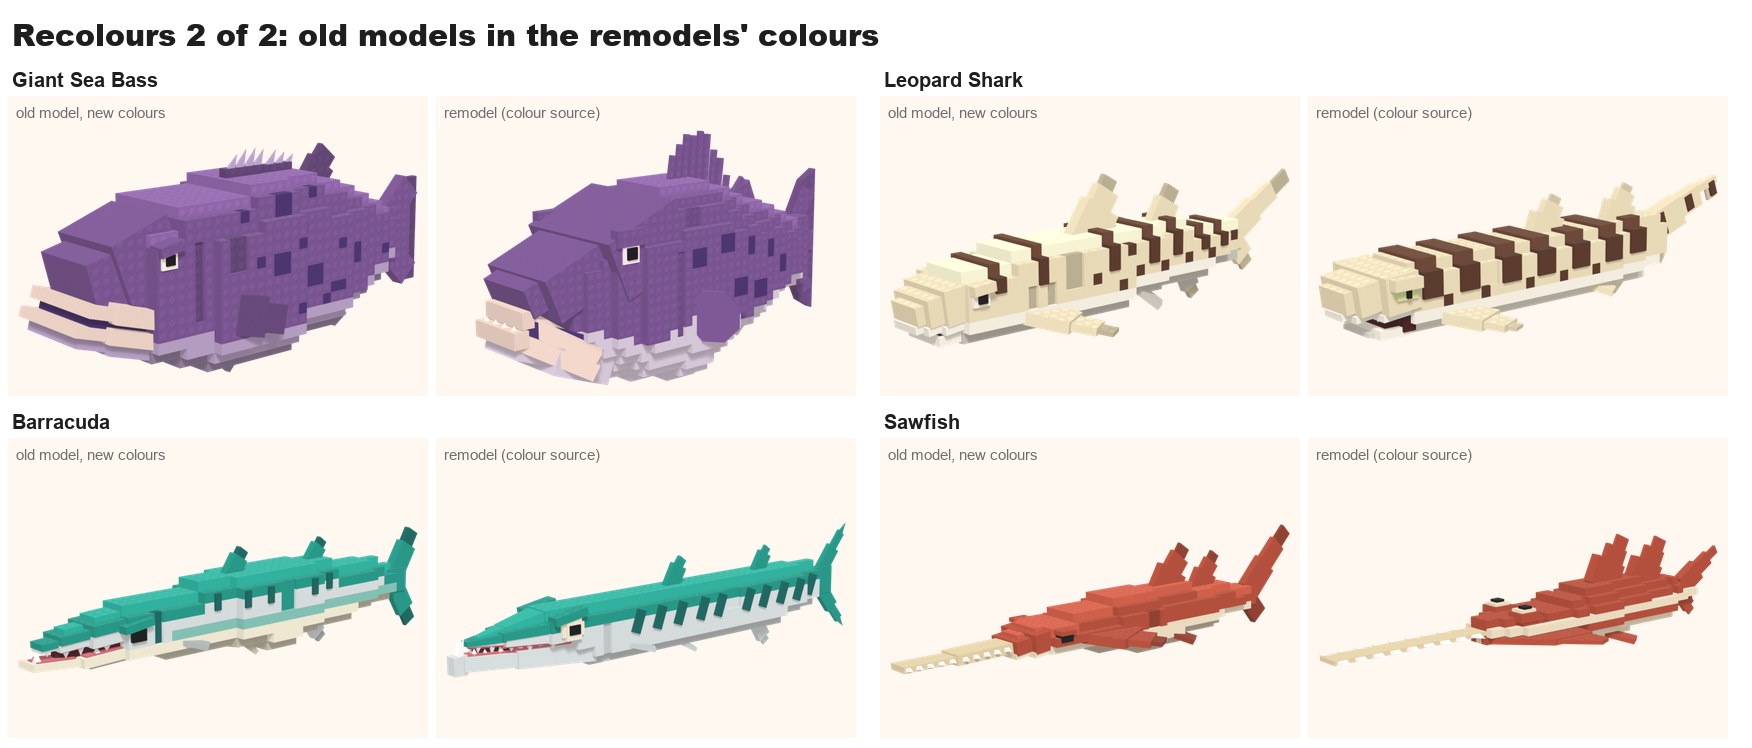 Recolours 2 of 2: old models in the remodels' colours
Giant Sea Bass
old model, new colours
remodel (colour source)
Leopard Shark
old model, new colours
remodel (colour source)
Barracuda
old model, new colours
remodel (colour source)
Sawfish
old model, new colours
remodel (colour source)